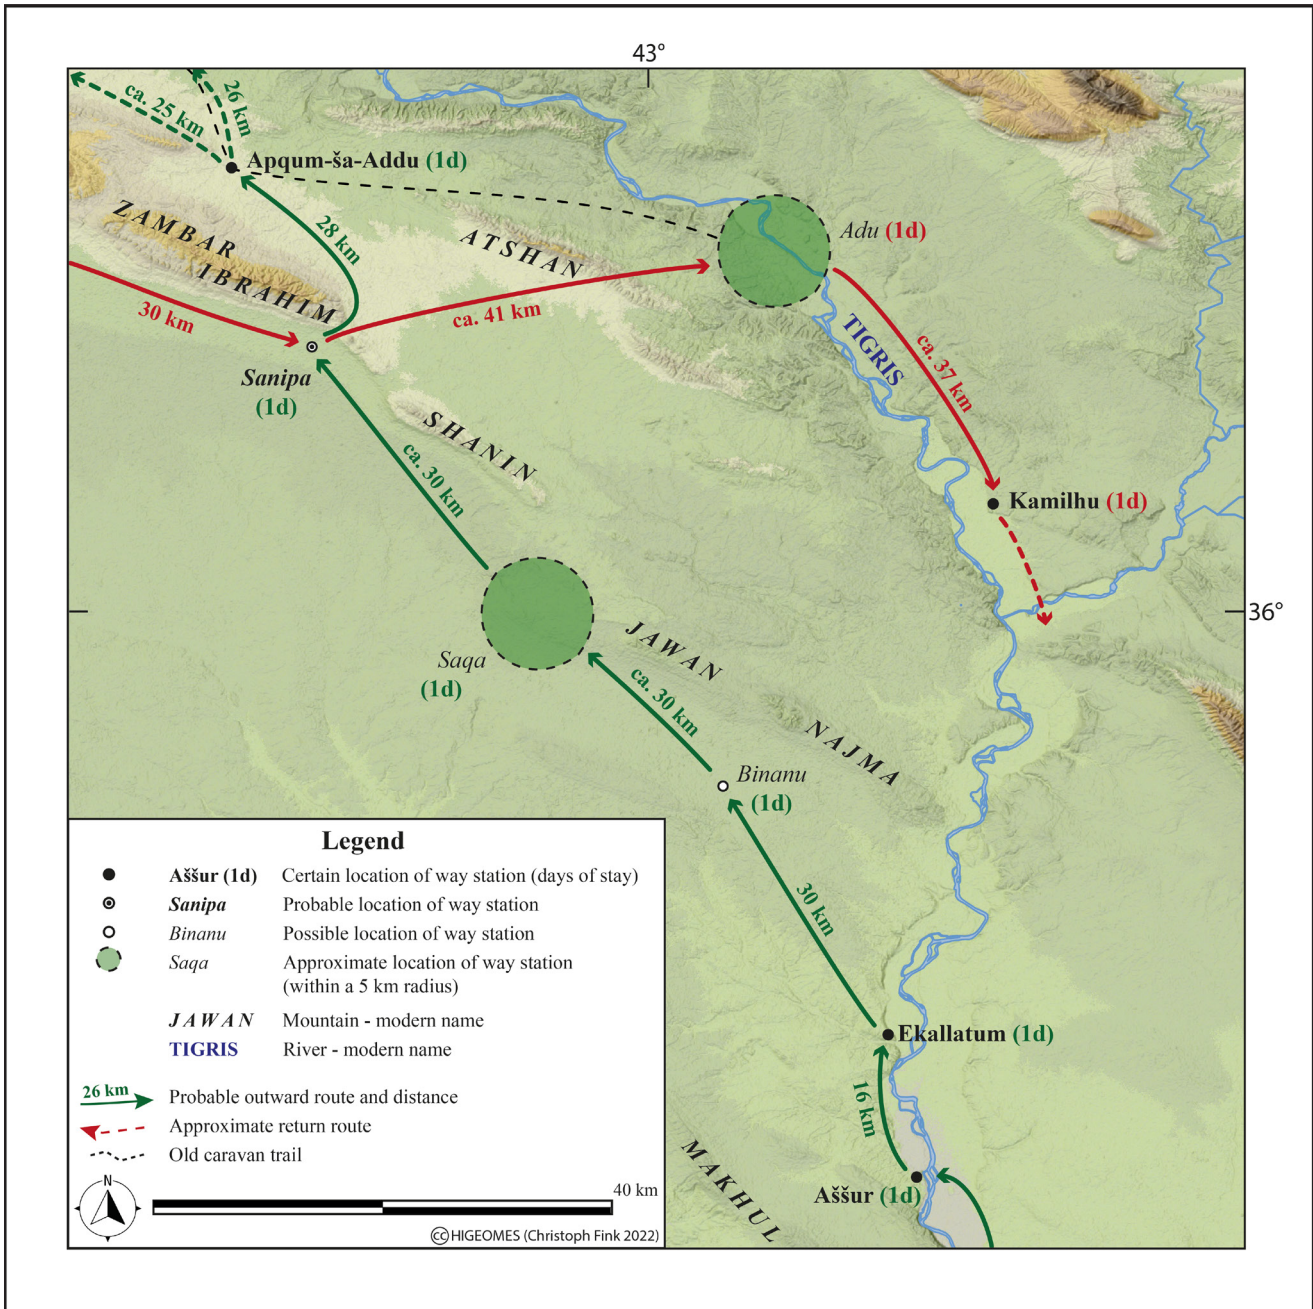 43°
ca. 25 km
26 km
Apqum-ša-Addu (1d)
ZAMBAR
IBRAHIM
28 km
ATSHAN
Adu (1d)
30 km
ca. 41 km
TIGRIS
ca. 37 km
Sanipa
(1d)
SHANIN
ca. 30 km
Kamilhu (1d)
36°
Saqa
(1d)
JAWAN
ca. 30 km
NAJMA
Binanu
(1d)
30 km
Ekallatum (1d)
16 km
MAKHUL
Aššur (1d)
Legend
Aššur (1d) Certain location of way station (days of stay)
Sanipa Probable location of way station
Binanu Possible location of way station
Saqa Approximate location of way station
(within a 5 km radius)
JAWAN Mountain - modern name
TIGRIS River - modern name
26 km Probable outward route and distance
Approximate return route
Old caravan trail
N
40 km
cc HIGEOMES (Christoph Fink 2022)